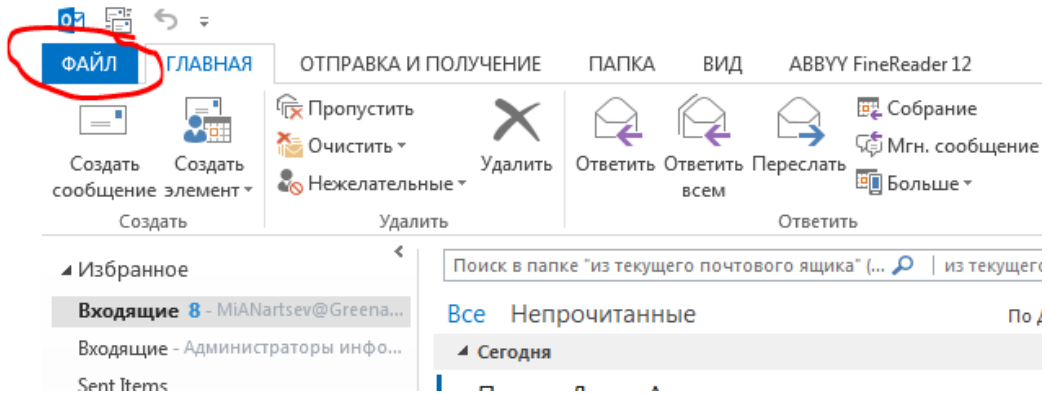 ФАЙЛ ГЛАВНАЯ ОТПРАВКА И ПОЛУЧЕНИЕ ПАПКА ВИД ABBYY FineReader 12
Создать сообщение
Создать элемент
Создать
Пропустить
Очистить
Нежелательные
Удалить
Удалить
Ответить
Ответить всем
Переслать
Собрание
Мгн. сообщение
Больше
Ответить
Избранное
Входящие 8 - MiANartsev@Greena...
Входящие - Администраторы инфо...
Sent Items
Поиск в папке "из текущего почтового ящика" (... из текущего
Все Непрочитанные По
Сегодня